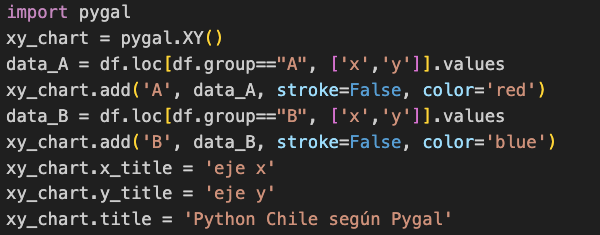 import pygal
xy_chart = pygal.XY()
data_A = df.loc[df.group=="A", ['x','y']].values
xy_chart.add('A', data_A, stroke=False, color='red')
data_B = df.loc[df.group=="B", ['x','y']].values
xy_chart.add('B', data_B, stroke=False, color='blue')
xy_chart.x_title = 'eje x'
xy_chart.y_title = 'eje y'
xy_chart.title = 'Python Chile según Pygal'